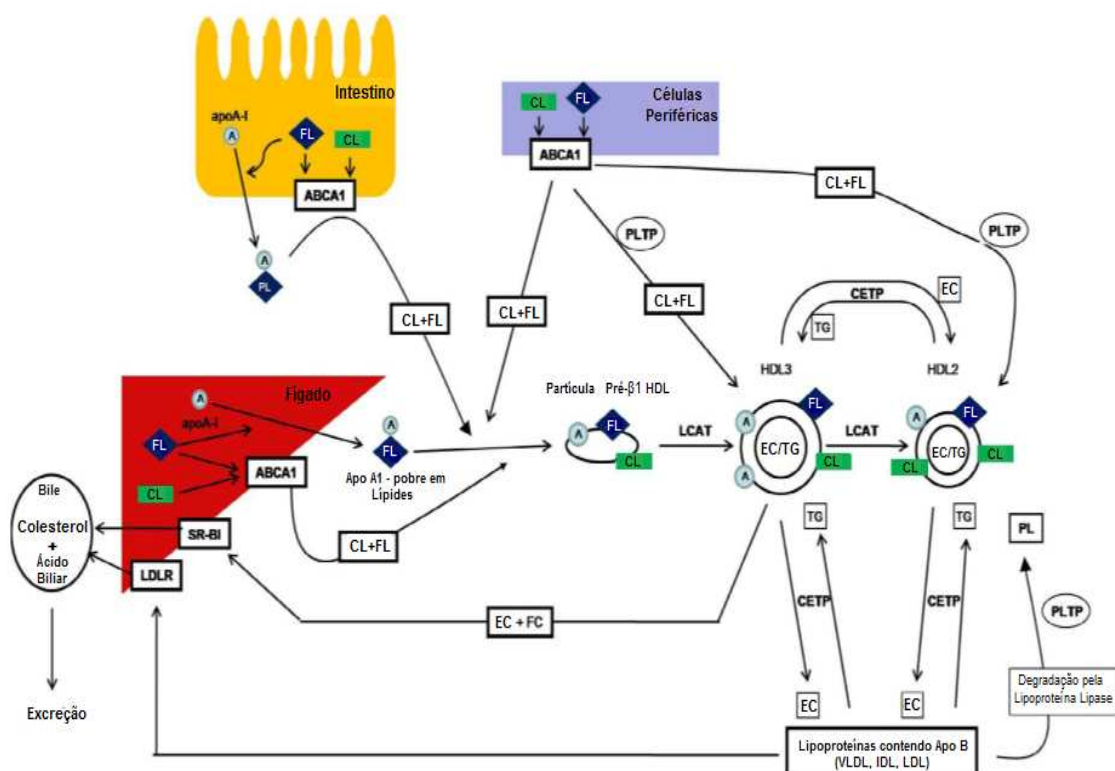 Intestino
apoA-I
A
FL
CL
ABCA1
A
PL
CL
FL
Células
Periféricas
ABCA1
CL+FL
PLTP
PLTP
CL+FL
CL+FL
CL+FL
EC
CETP
TG
HDL3
HDL2
Fígado
A
apoA-I
FL
ABCA1
CL
SR-BI
LDLR
A
FL
Apo A1 - pobre em
Lípides
CL+FL
Partícula Pré-β1 HDL
A
FL
CL
LCAT
A
FL
EC/TG
A
CL
LCAT
A
FL
EC/TG
CL
CL
Bile
Colesterol
+
Ácido
Biliar
Excreção
EC + FC
TG
CETP
EC
TG
CETP
EC
PL
PLTP
Degradação pela
Lipoproteína Lipase
Lipoproteínas contendo Apo B
(VLDL, IDL, LDL)